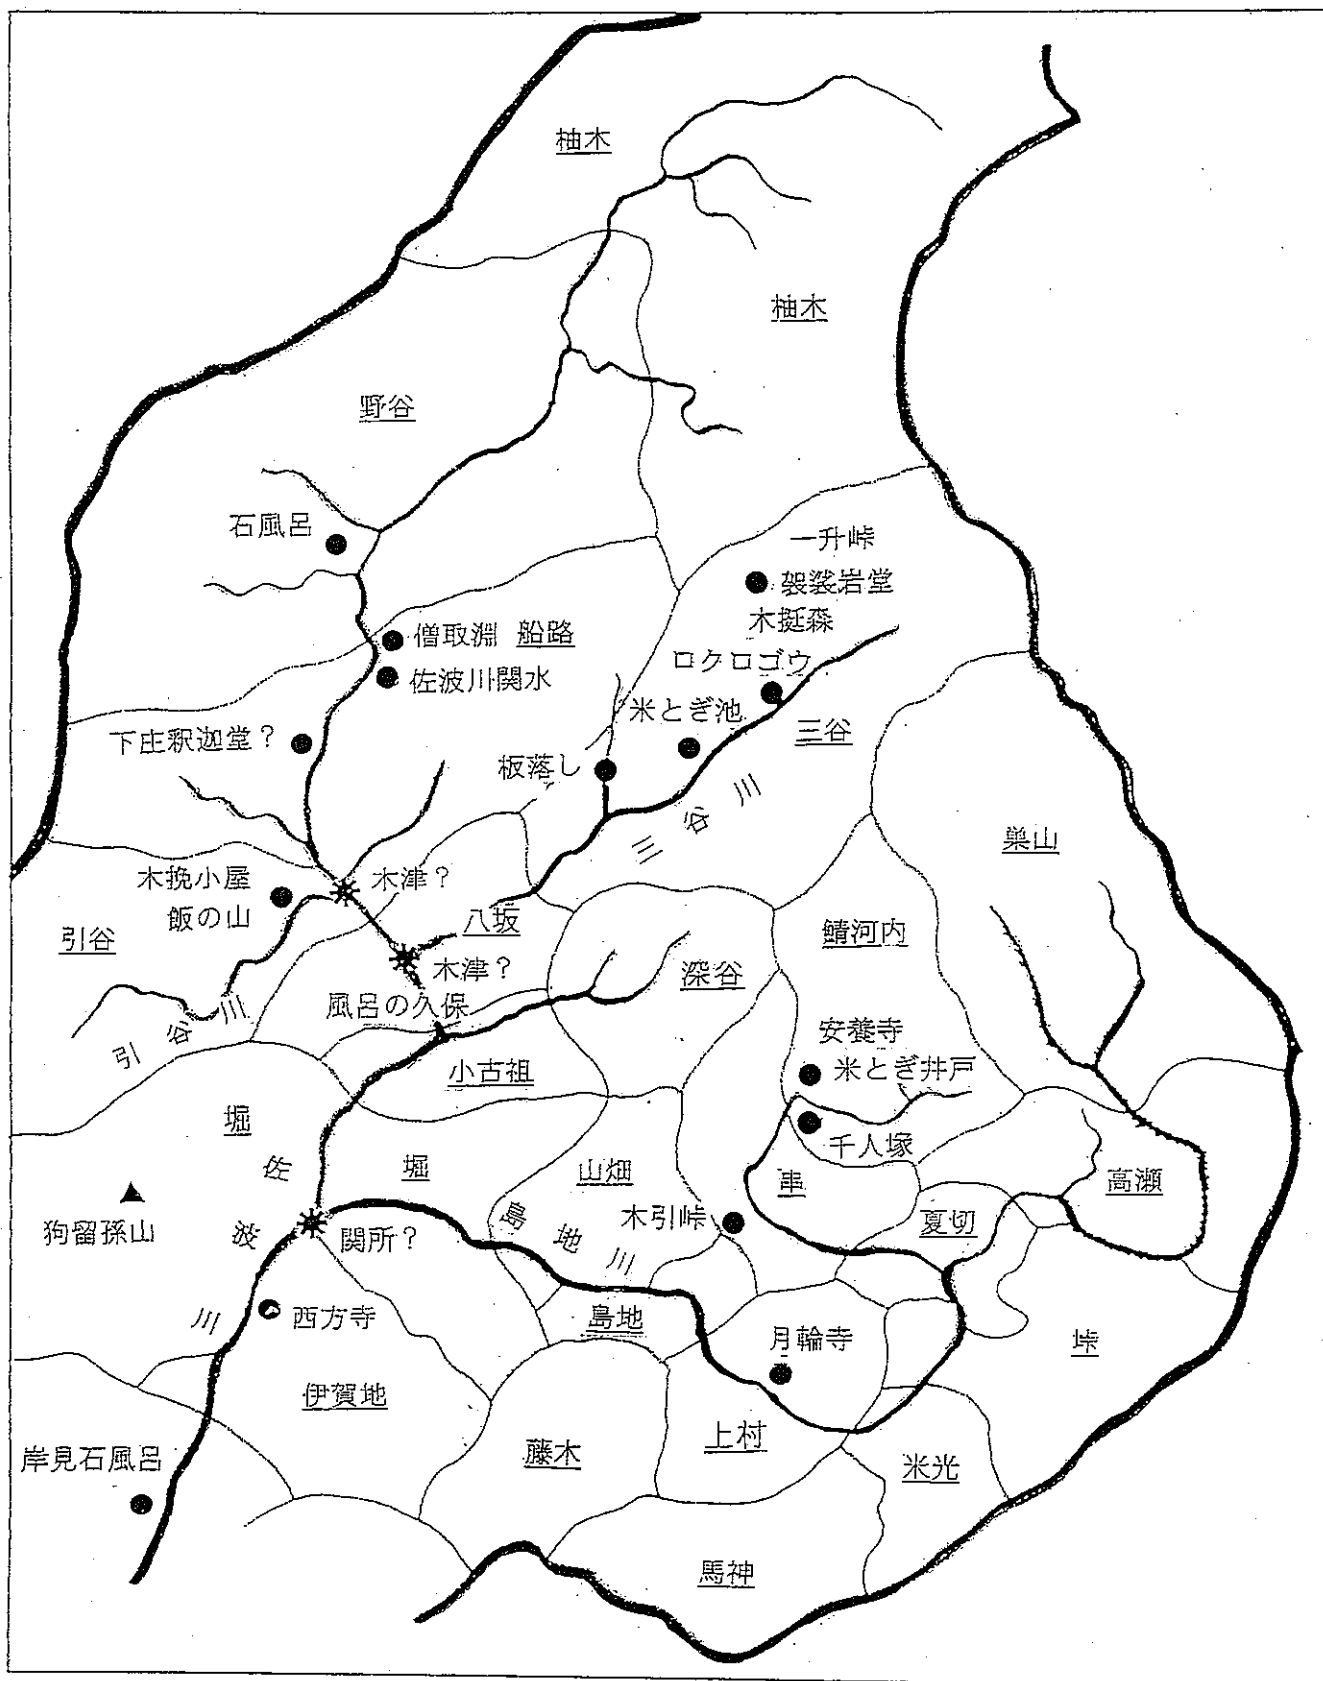 柚木
柚木
野谷
石風呂
一升峠
袈裟岩堂
木挺森
僧取淵 船路
ロクロゴウ
佐波川関水
米とぎ池
三谷
下庄釈迦堂?
板落し
三谷川
巣山
木挽小屋
飯の山
木津?
八坂
引谷
鯖河内
木津?
深谷
風呂の久保
引谷川
安養寺
米とぎ井戸
小古祖
堀
千人塚
佐波川
堀
山畑
串
高瀬
狗留孫山
関所?
島地川
木引峠
夏切
西方寺
島地
月輪寺
峠
伊賀地
岸見石風呂
藤木
上村
米光
馬神